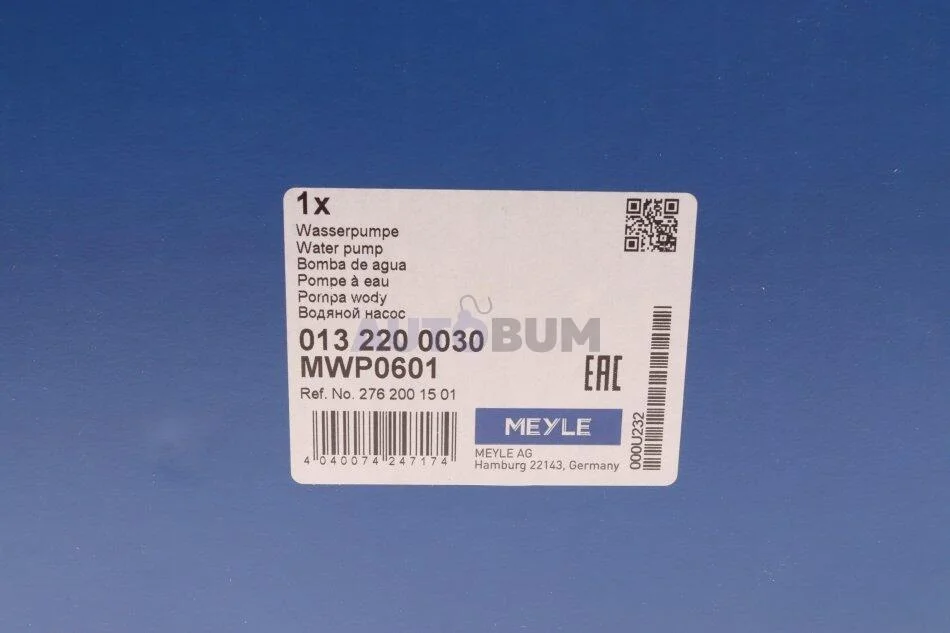 1x
Wasserpumpe
Water pump
Bomba de agua
Pompe à eau
Pompa wody
Водяной насос
AUTOBUM
013 220 0030
MWP0601
EAC
Ref. No. 276 200 15 01
MEYLE
MEYLE AG
Hamburg 22143, Germany
4 040074 247174
000U232